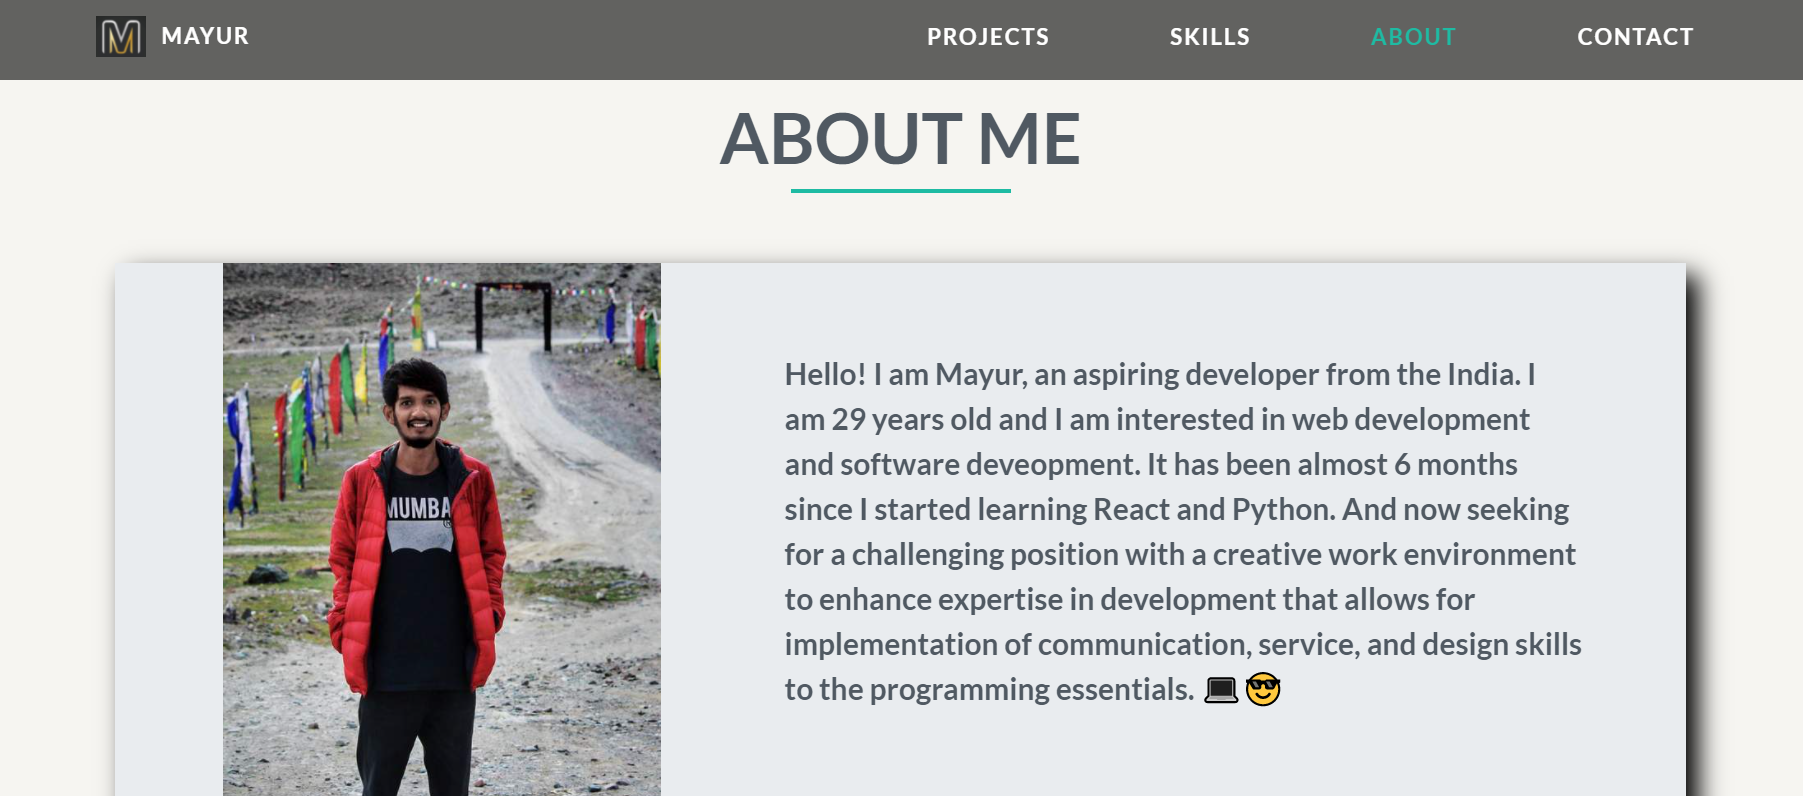 M MAYUR PROJECTS SKILLS ABOUT CONTACT
ABOUT ME
MUMBA
Hello! I am Mayur, an aspiring developer from the India. I
am 29 years old and I am interested in web development
and software deveopment. It has been almost 6 months
since I started learning React and Python. And now seeking
for a challenging position with a creative work environment
to enhance expertise in development that allows for
implementation of communication, service, and design skills
to the programming essentials. 💻 😎